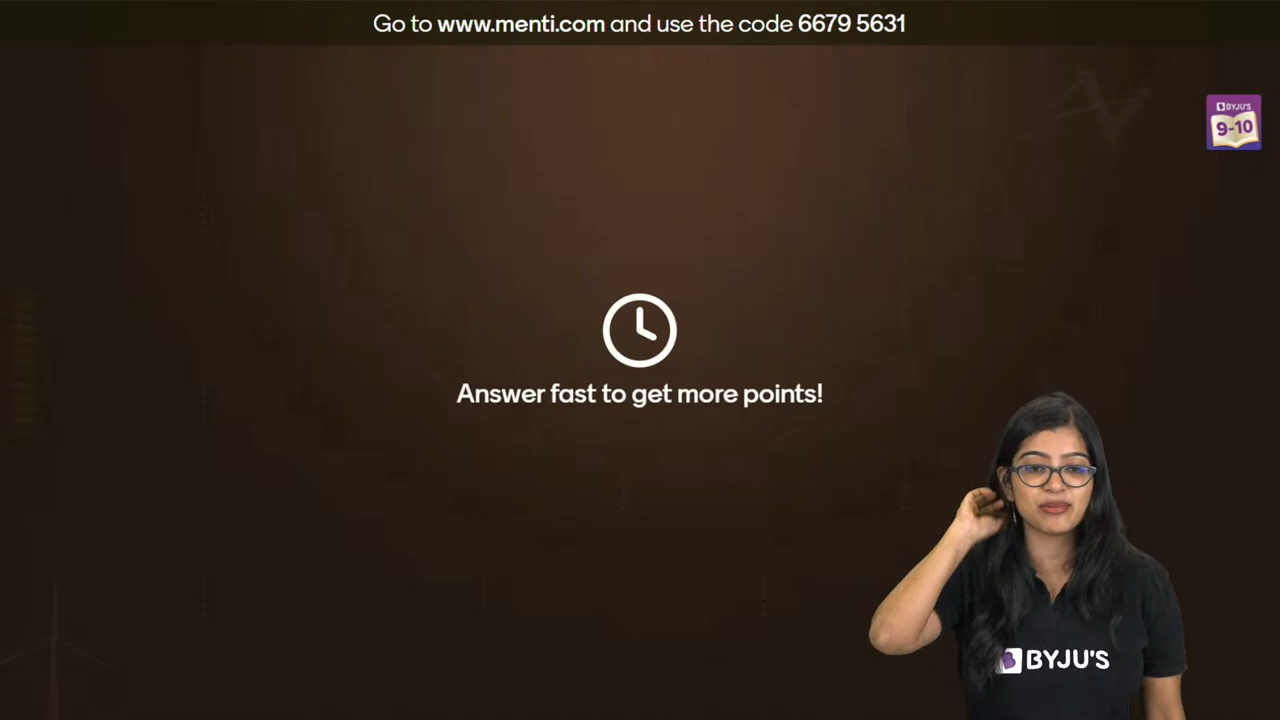 Go to www.menti.com and use the code 6679 5631
BYJU'S
9-10
Answer fast to get more points!
BYJU'S